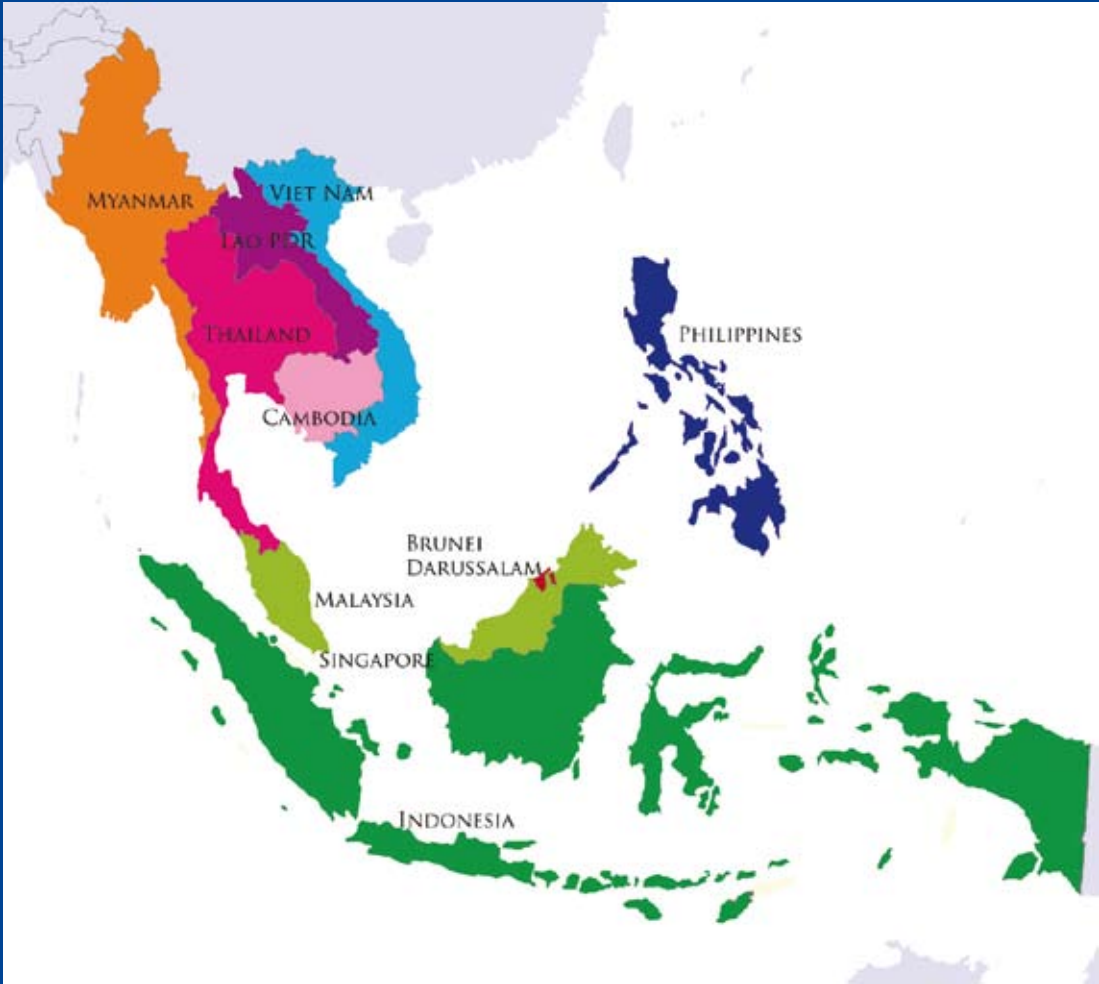 MYANMAR
VIET NAM
LAO PDR
THAILAND
PHILIPPINES
CAMBODIA
BRUNEI
DARUSSALAM
MALAYSIA
SINGAPORE
INDONESIA